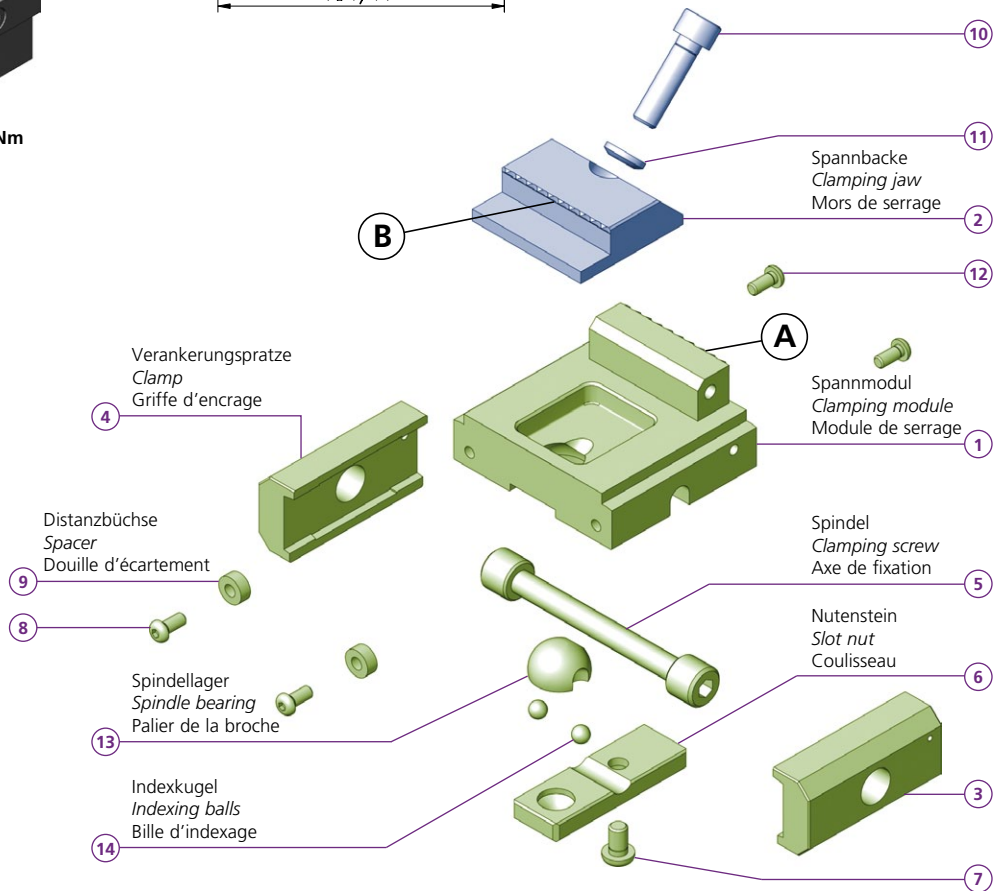 10
11
Spannbacke
Clamping jaw
Mors de serrage
2
B
12
A
Verankerungspratze
Clamp
Griffe d'encrage
4
Spannmodul
Clamping module
Module de serrage
1
Distanzbüchse
Spacer
Douille d'écartement
9
8
Spindel
Clamping screw
Axe de fixation
5
Nutenstein
Slot nut
Coulisseau
6
Spindellager
Spindle bearing
Palier de la broche
13
3
Indexkugel
Indexing balls
Bille d'indexage
14
7